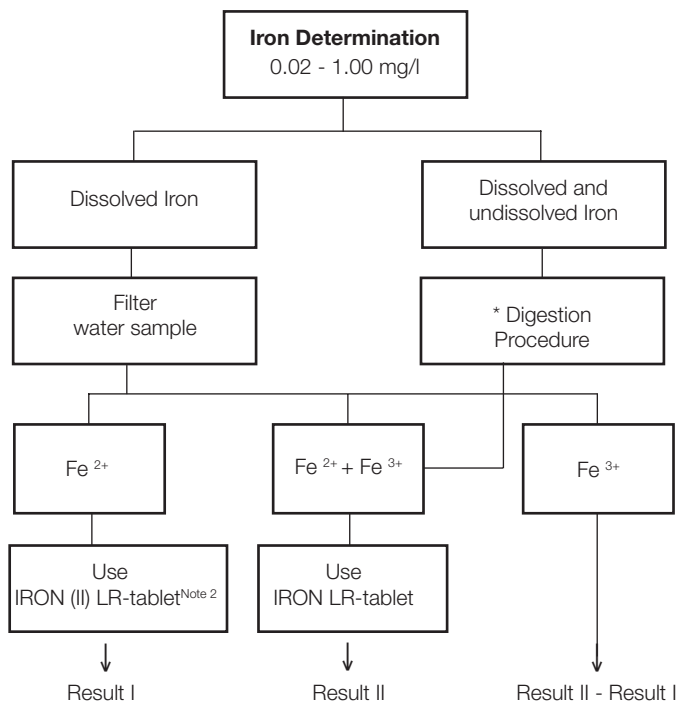 Iron Determination
0.02 - 1.00 mg/l
Dissolved Iron
Dissolved and
undissolved Iron
Filter
water sample
* Digestion
Procedure
Fe 2+
Fe 2+ + Fe 3+
Fe 3+
Use
IRON (II) LR-tablet Note 2
Use
IRON LR-tablet
Result I
Result II
Result II - Result I